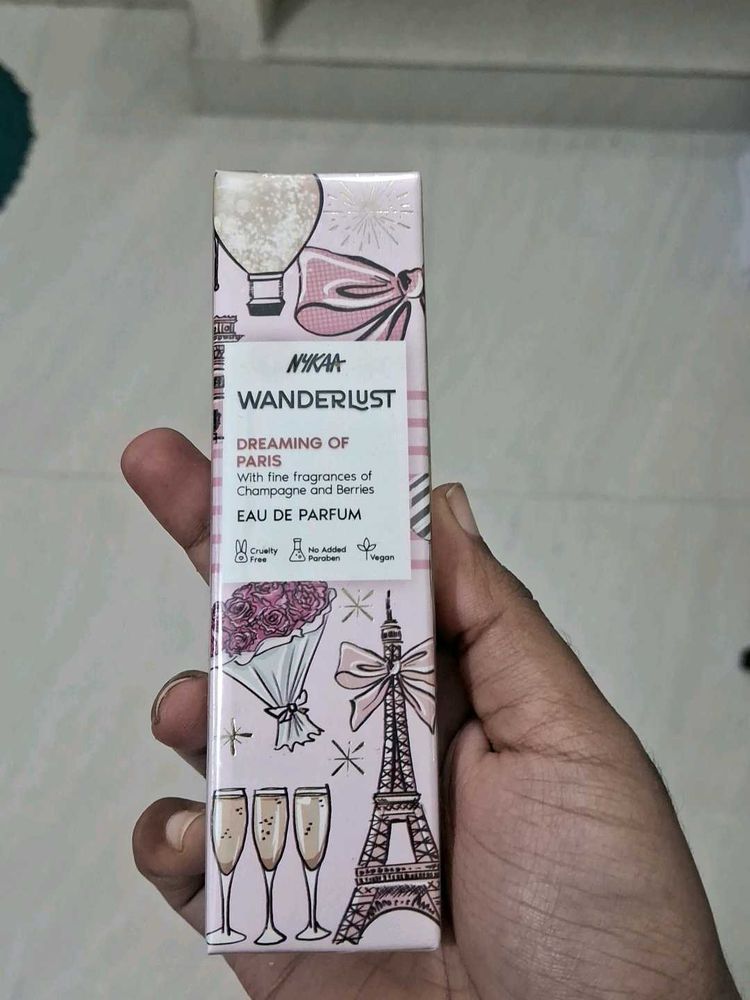 NYKAA
WANDERLUST
DREAMING OF
PARIS
With fine fragrances of
Champagne and Berries
EAU DE PARFUM
Cruelty
Free
No Added
Paraben
Vegan